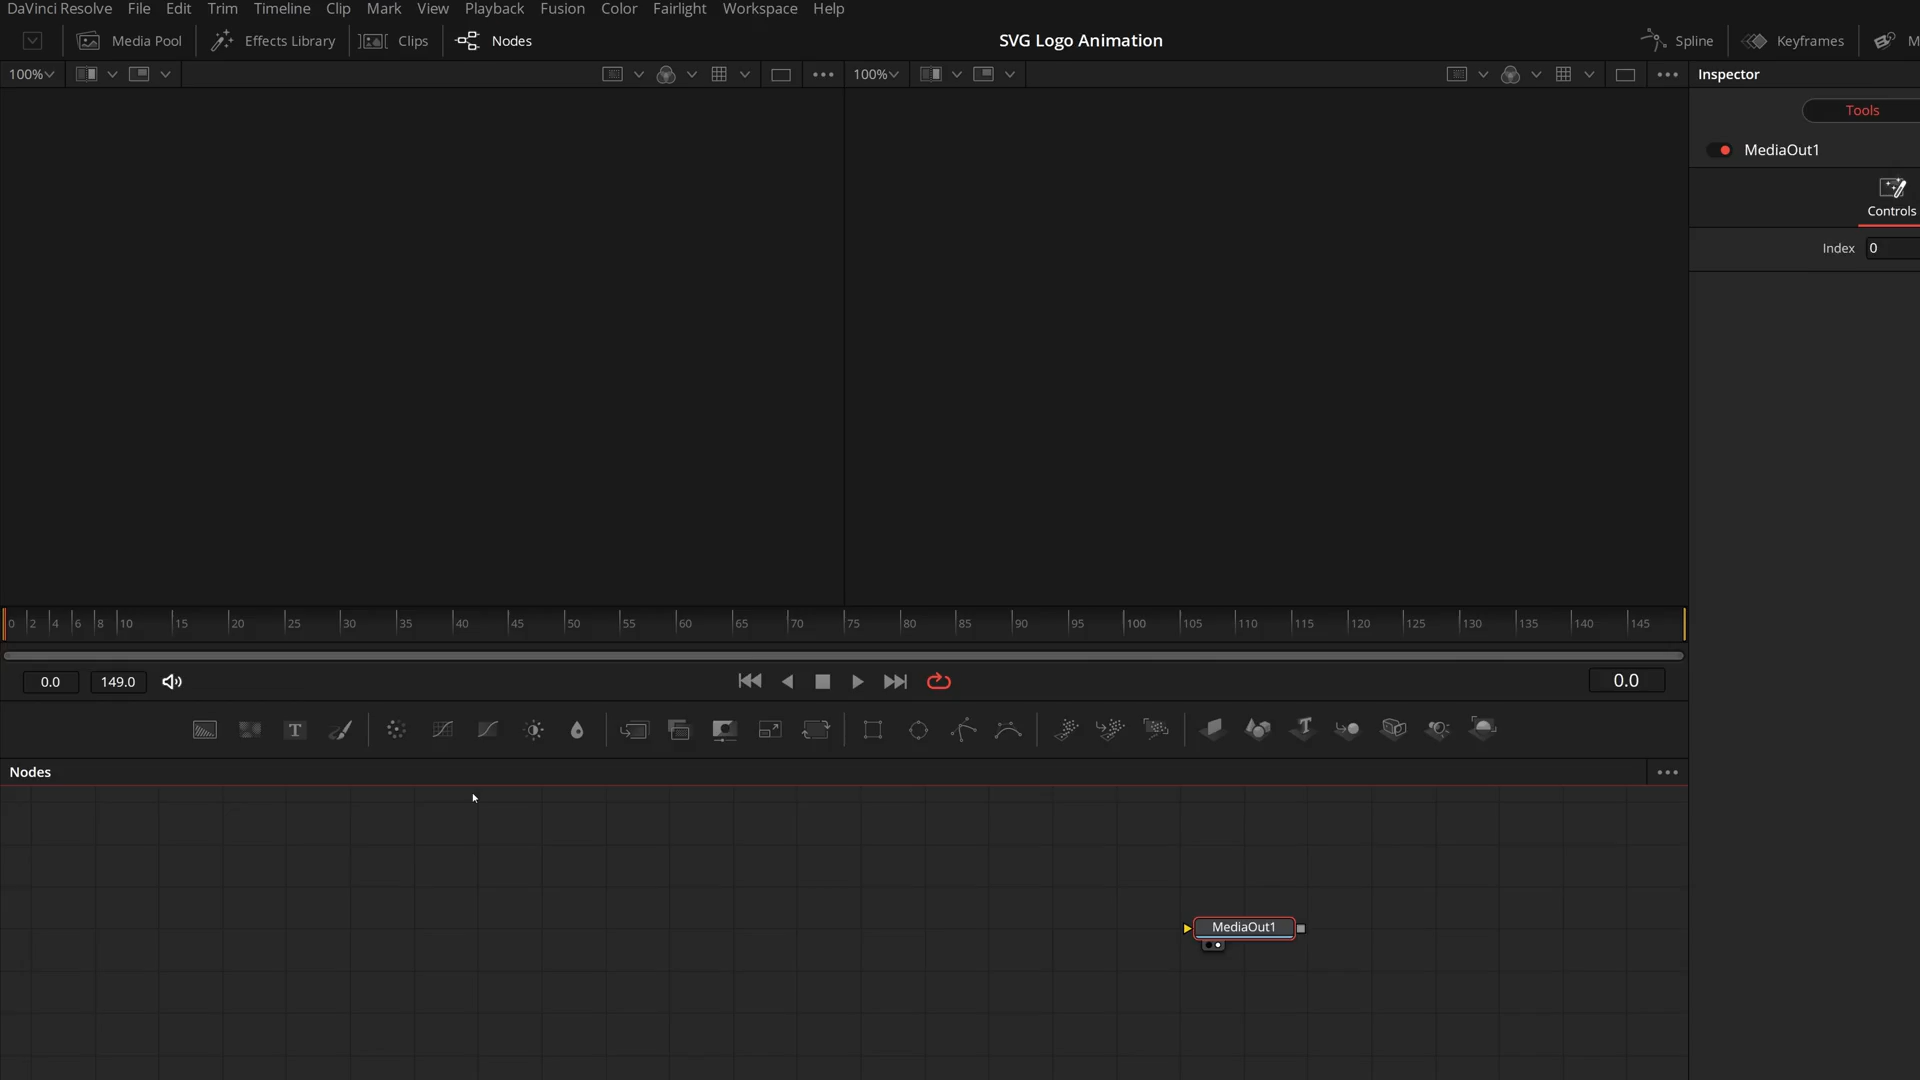 DaVinci Resolve File Edit Trim Timeline Clip Mark View Playback Fusion Color Fairlight Workspace Help
Media Pool Effects Library Clips Nodes SVG Logo Animation Spline Keyframes M
100% 100% Inspector
Tools
MediaOut1
Controls
Index 0
0 2 4 6 8 10 15 20 25 30 35 40 45 50 55 60 65 70 75 80 85 90 95 100 105 110 115 120 125 130 135 140 145
0.0 149.0 0.0
T T
Nodes
MediaOut1